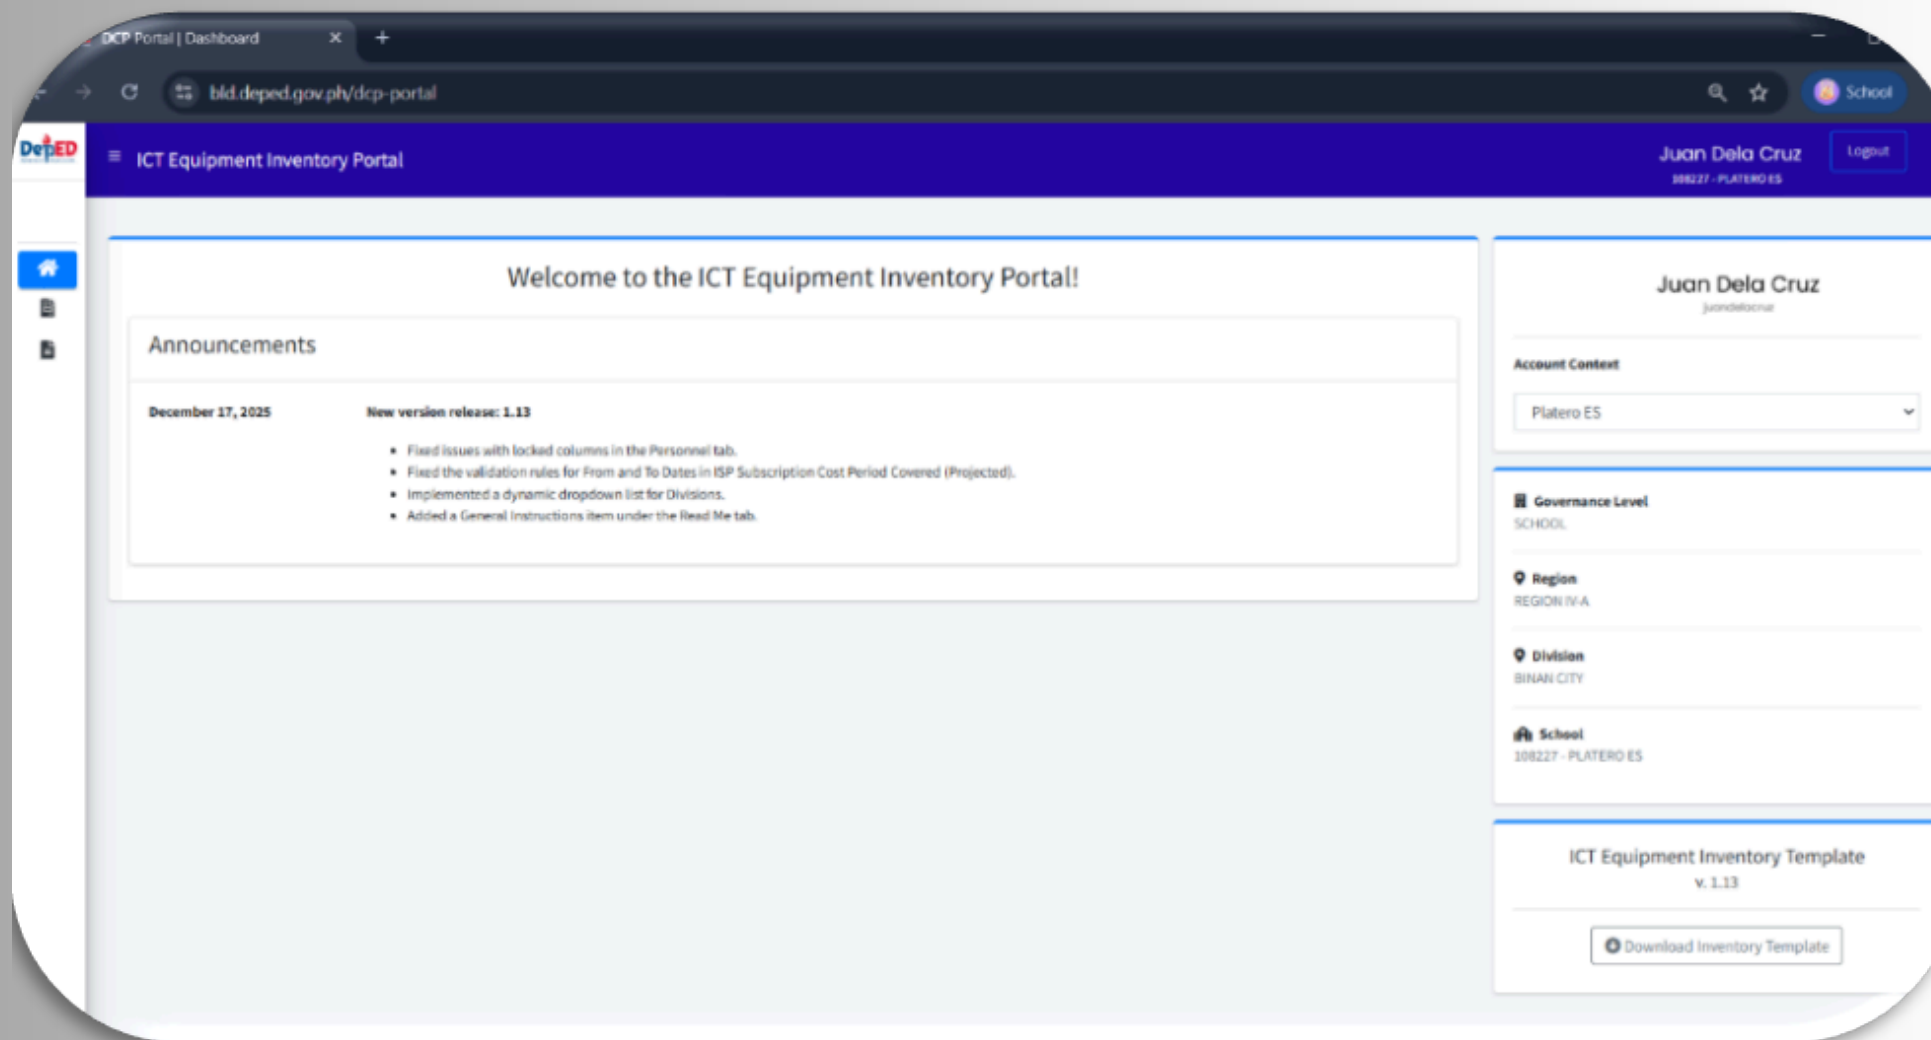 DCP Portal | Dashboard
bld.deped.gov.ph/dcp-portal
School
DepED
ICT Equipment Inventory Portal
Juan Dela Cruz
108227 - PLATERO ES
Logout
Welcome to the ICT Equipment Inventory Portal!
Announcements
December 17, 2025
New version release: 1.13
Fixed issues with locked columns in the Personnel tab.
Fixed the validation rules for From and To Dates in ISP Subscription Cost Period Covered (Projected).
Implemented a dynamic dropdown list for Divisions.
Added a General Instructions item under the Read Me tab.
Juan Dela Cruz
juandelacruz
Account Context
Platero ES
Governance Level
SCHOOL
Region
REGION IV-A
Division
BINAN CITY
School
108227 - PLATERO ES
ICT Equipment Inventory Template
v. 1.13
Download Inventory Template